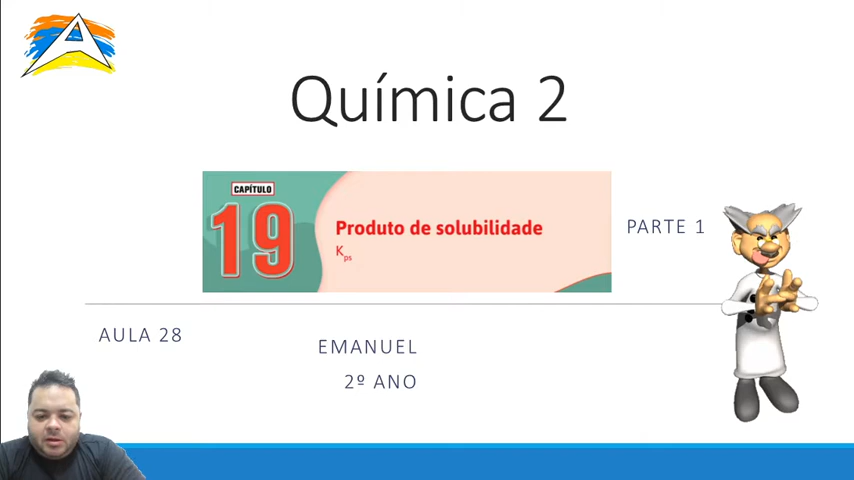 Química 2
CAPÍTULO
19
Produto de solubilidade
Kps
PARTE 1
AULA 28
EMANUEL
2º ANO